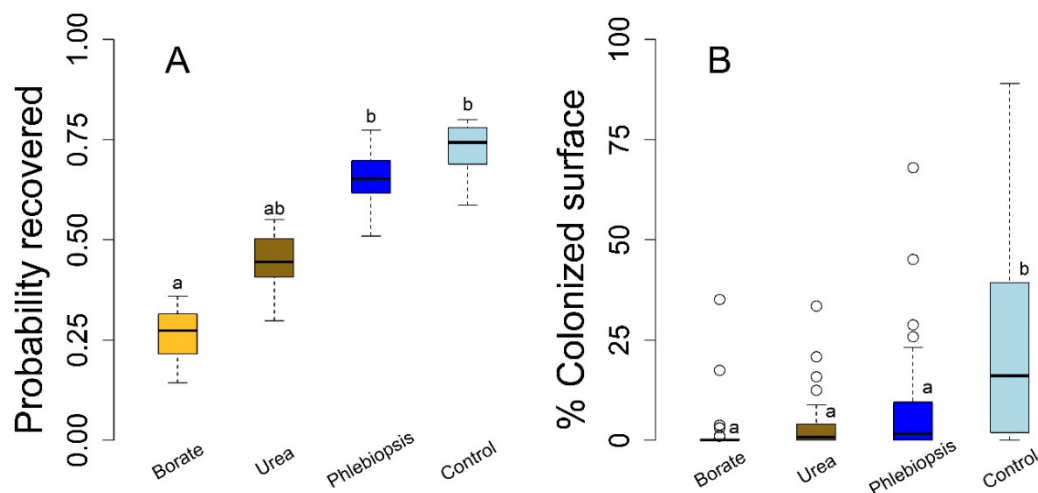 Probability recovered
1.00
0.75
0.50
0.25
0.00
A
a
ab
b
b
Borate
Urea
Phlebiopsis
Control
% Colonized surface
100
75
50
25
0
B
a
a
a
b
Borate
Urea
Phlebiopsis
Control